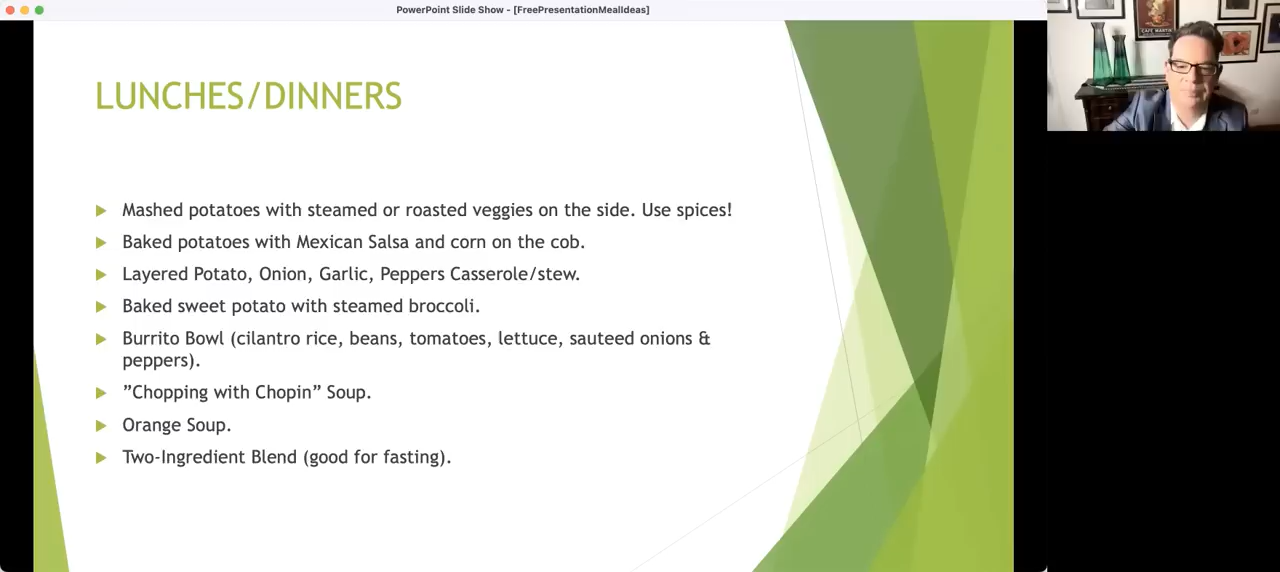 PowerPoint Slide Show - [FreePresentationMealIdeas]
LUNCHES/DINNERS
Mashed potatoes with steamed or roasted veggies on the side. Use spices!
Baked potatoes with Mexican Salsa and corn on the cob.
Layered Potato, Onion, Garlic, Peppers Casserole/stew.
Baked sweet potato with steamed broccoli.
Burrito Bowl (cilantro rice, beans, tomatoes, lettuce, sauteed onions &
peppers).
”Chopping with Chopin” Soup.
Orange Soup.
Two-Ingredient Blend (good for fasting).